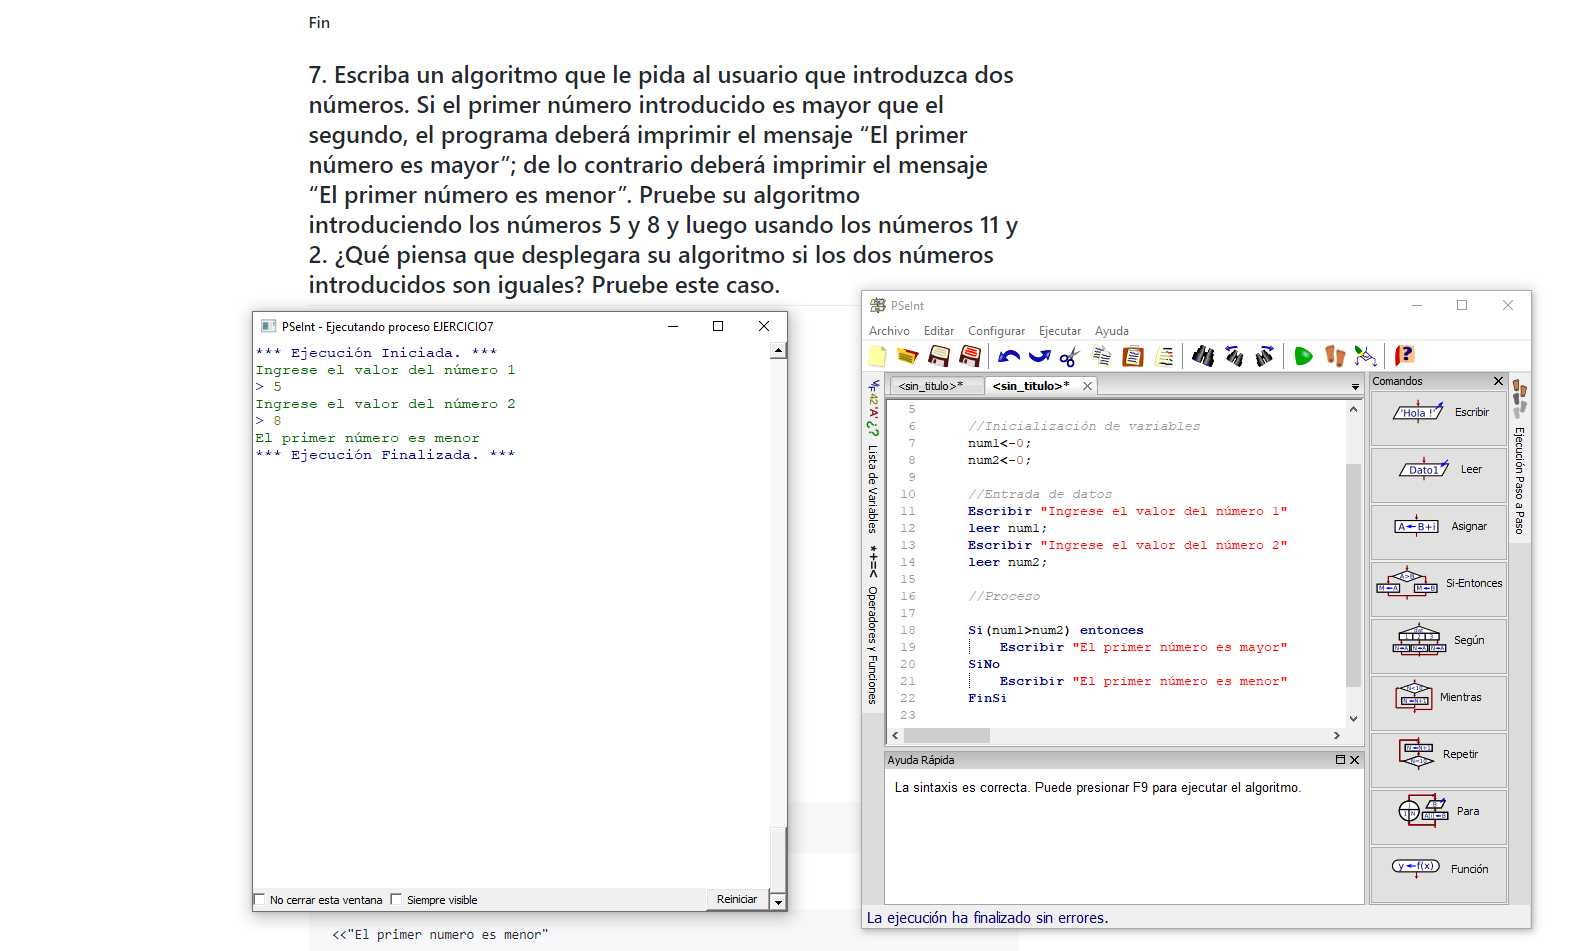 Fin
7. Escriba un algoritmo que le pida al usuario que introduzca dos
números. Si el primer número introducido es mayor que el
segundo, el programa deberá imprimir el mensaje “El primer
número es mayor”; de lo contrario deberá imprimir el mensaje
“El primer número es menor”. Pruebe su algoritmo
introduciendo los números 5 y 8 y luego usando los números 11 y
2. ¿Qué piensa que desplegara su algoritmo si los dos números
introducidos son iguales? Pruebe este caso.
PSeInt - Ejecutando proceso EJERCICIO7
*** Ejecución Iniciada. ***
Ingrese el valor del número 1
> 5
Ingrese el valor del número 2
> 8
El primer número es menor
*** Ejecución Finalizada. ***
No cerrar esta ventana
Siempre visible
Reiniciar
<<"El primer numero es menor"
PSeInt
Archivo Editar Configurar Ejecutar Ayuda
<sin_titulo>*
<sin_titulo>*
Lista de Variables
Operadores y Funciones
5
6 //Inicialización de variables
7 num1<-0;
8 num2<-0;
9
10 //Entrada de datos
11 Escribir "Ingrese el valor del número 1"
12 leer num1;
13 Escribir "Ingrese el valor del número 2"
14 leer num2;
15
16 //Proceso
17
18 Si(num1>num2) entonces
19 Escribir "El primer número es mayor"
20 SiNo
21 Escribir "El primer número es menor"
22 FinSi
23
Ayuda Rápida
La sintaxis es correcta. Puede presionar F9 para ejecutar el algoritmo.
La ejecución ha finalizado sin errores.
Comandos
'Hola !' Escribir
Dato1 Leer
A←B+i Asignar
Si-Entonces
Según
Mientras
Repetir
Para
y←f(x) Función
Ejecución Paso a Paso